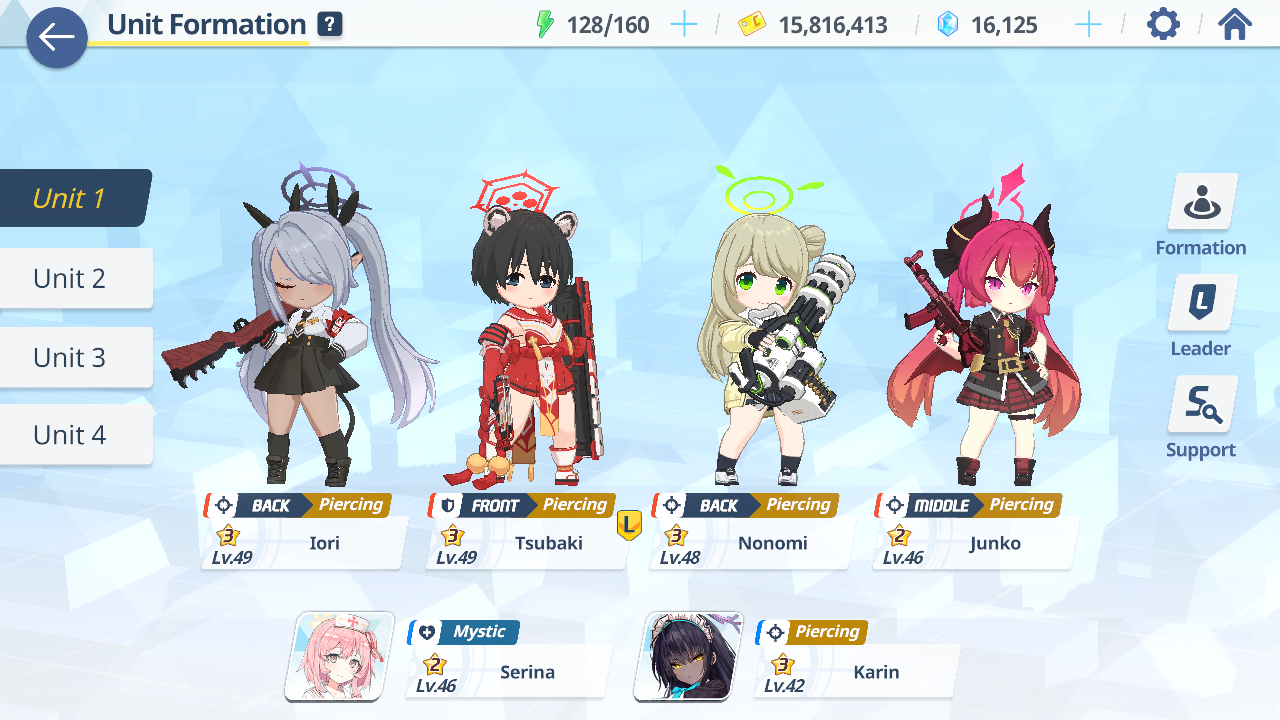 Unit Formation ? 128/160 15,816,413 16,125
Unit 1
Unit 2
Unit 3
Unit 4
Formation
L
Leader
S
Support
BACK Piercing
3
Lv.49 Iori
FRONT Piercing
3
Lv.49 Tsubaki
L
BACK Piercing
3
Lv.48 Nonomi
MIDDLE Piercing
2
Lv.46 Junko
Mystic
2
Lv.46 Serina
Piercing
3
Lv.42 Karin